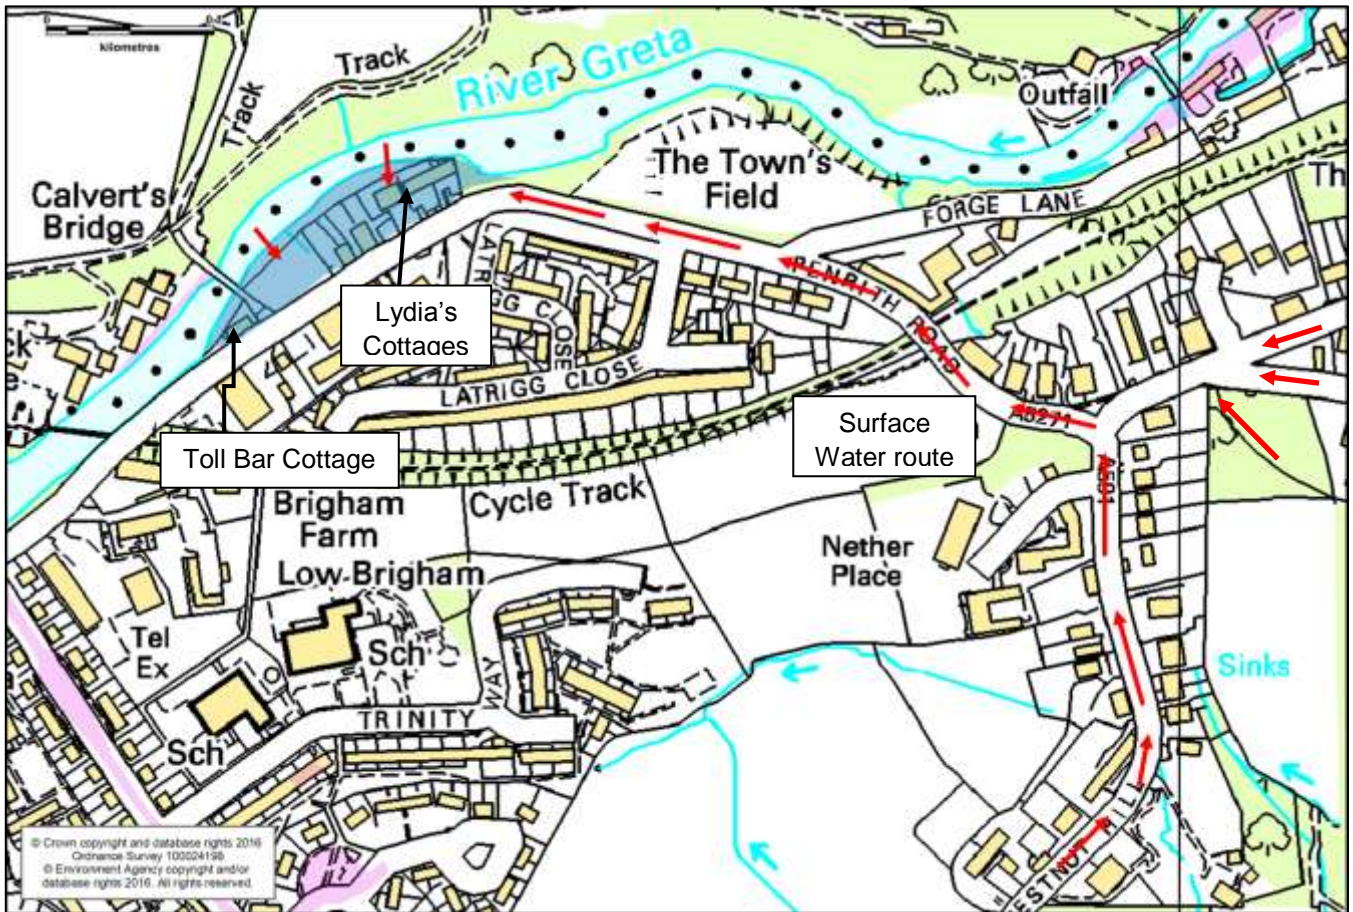 0
kilometres
Track
Track
River Greta
Outfall
The Town's
Field
Th
Calvert's
Bridge
FORGE LANE
PENRITH ROAD
LATRIGG CLOSE
Lydia's
Cottages
LATRIGG CLOSE
A5271
Surface
Water route
Toll Bar Cottage
Cycle Track
A591
Brigham
Farm
Low Brigham
Nether
Place
Tel
Ex
Sch
Sinks
TRINITY WAY
Sch
© Crown copyright and database rights 2016
Ordnance Survey 100024198
© Environment Agency copyright and/or
database rights 2016. All rights reserved.